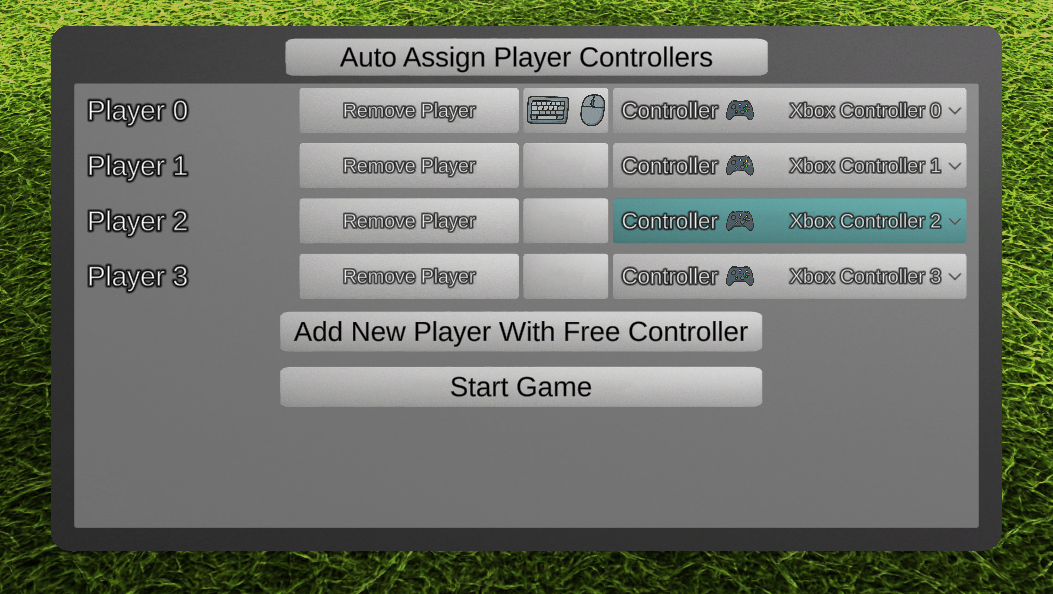 Auto Assign Player Controllers
Player 0 Remove Player Controller Xbox Controller 0
Player 1 Remove Player Controller Xbox Controller 1
Player 2 Remove Player Controller Xbox Controller 2
Player 3 Remove Player Controller Xbox Controller 3
Add New Player With Free Controller
Start Game